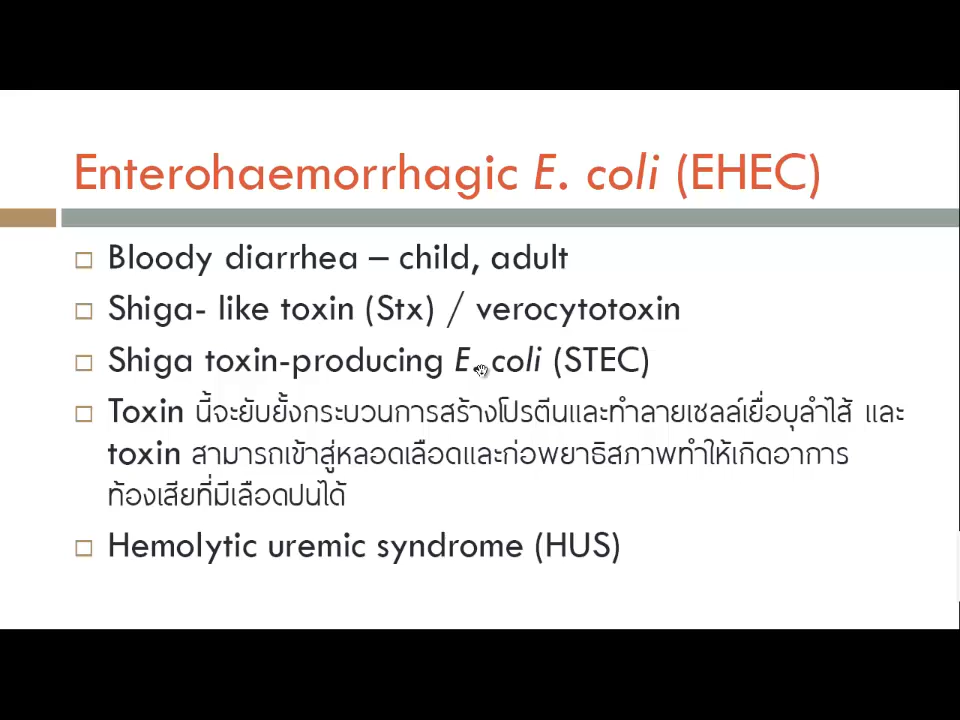 Enterohaemorrhagic E. coli (EHEC)
Bloody diarrhea – child, adult
Shiga- like toxin (Stx) / verocytotoxin
Shiga toxin-producing E. coli (STEC)
Toxin นี้จะยับยั้งกระบวนการสร้างโปรตีนและทำลายเซลล์เยื่อบุลำไส้ และ
toxin สามารถเข้าสู่หลอดเลือดและก่อพยาธิสภาพทำให้เกิดอาการ
ท้องเสียที่มีเลือดปนได้
Hemolytic uremic syndrome (HUS)